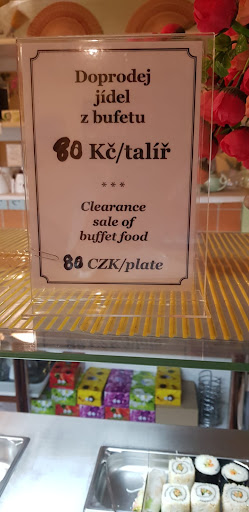 Doprodej
jídel
z bufetu
80 Kč/talíř
***
Clearance
sale of
buffet food
80 CZK/plate